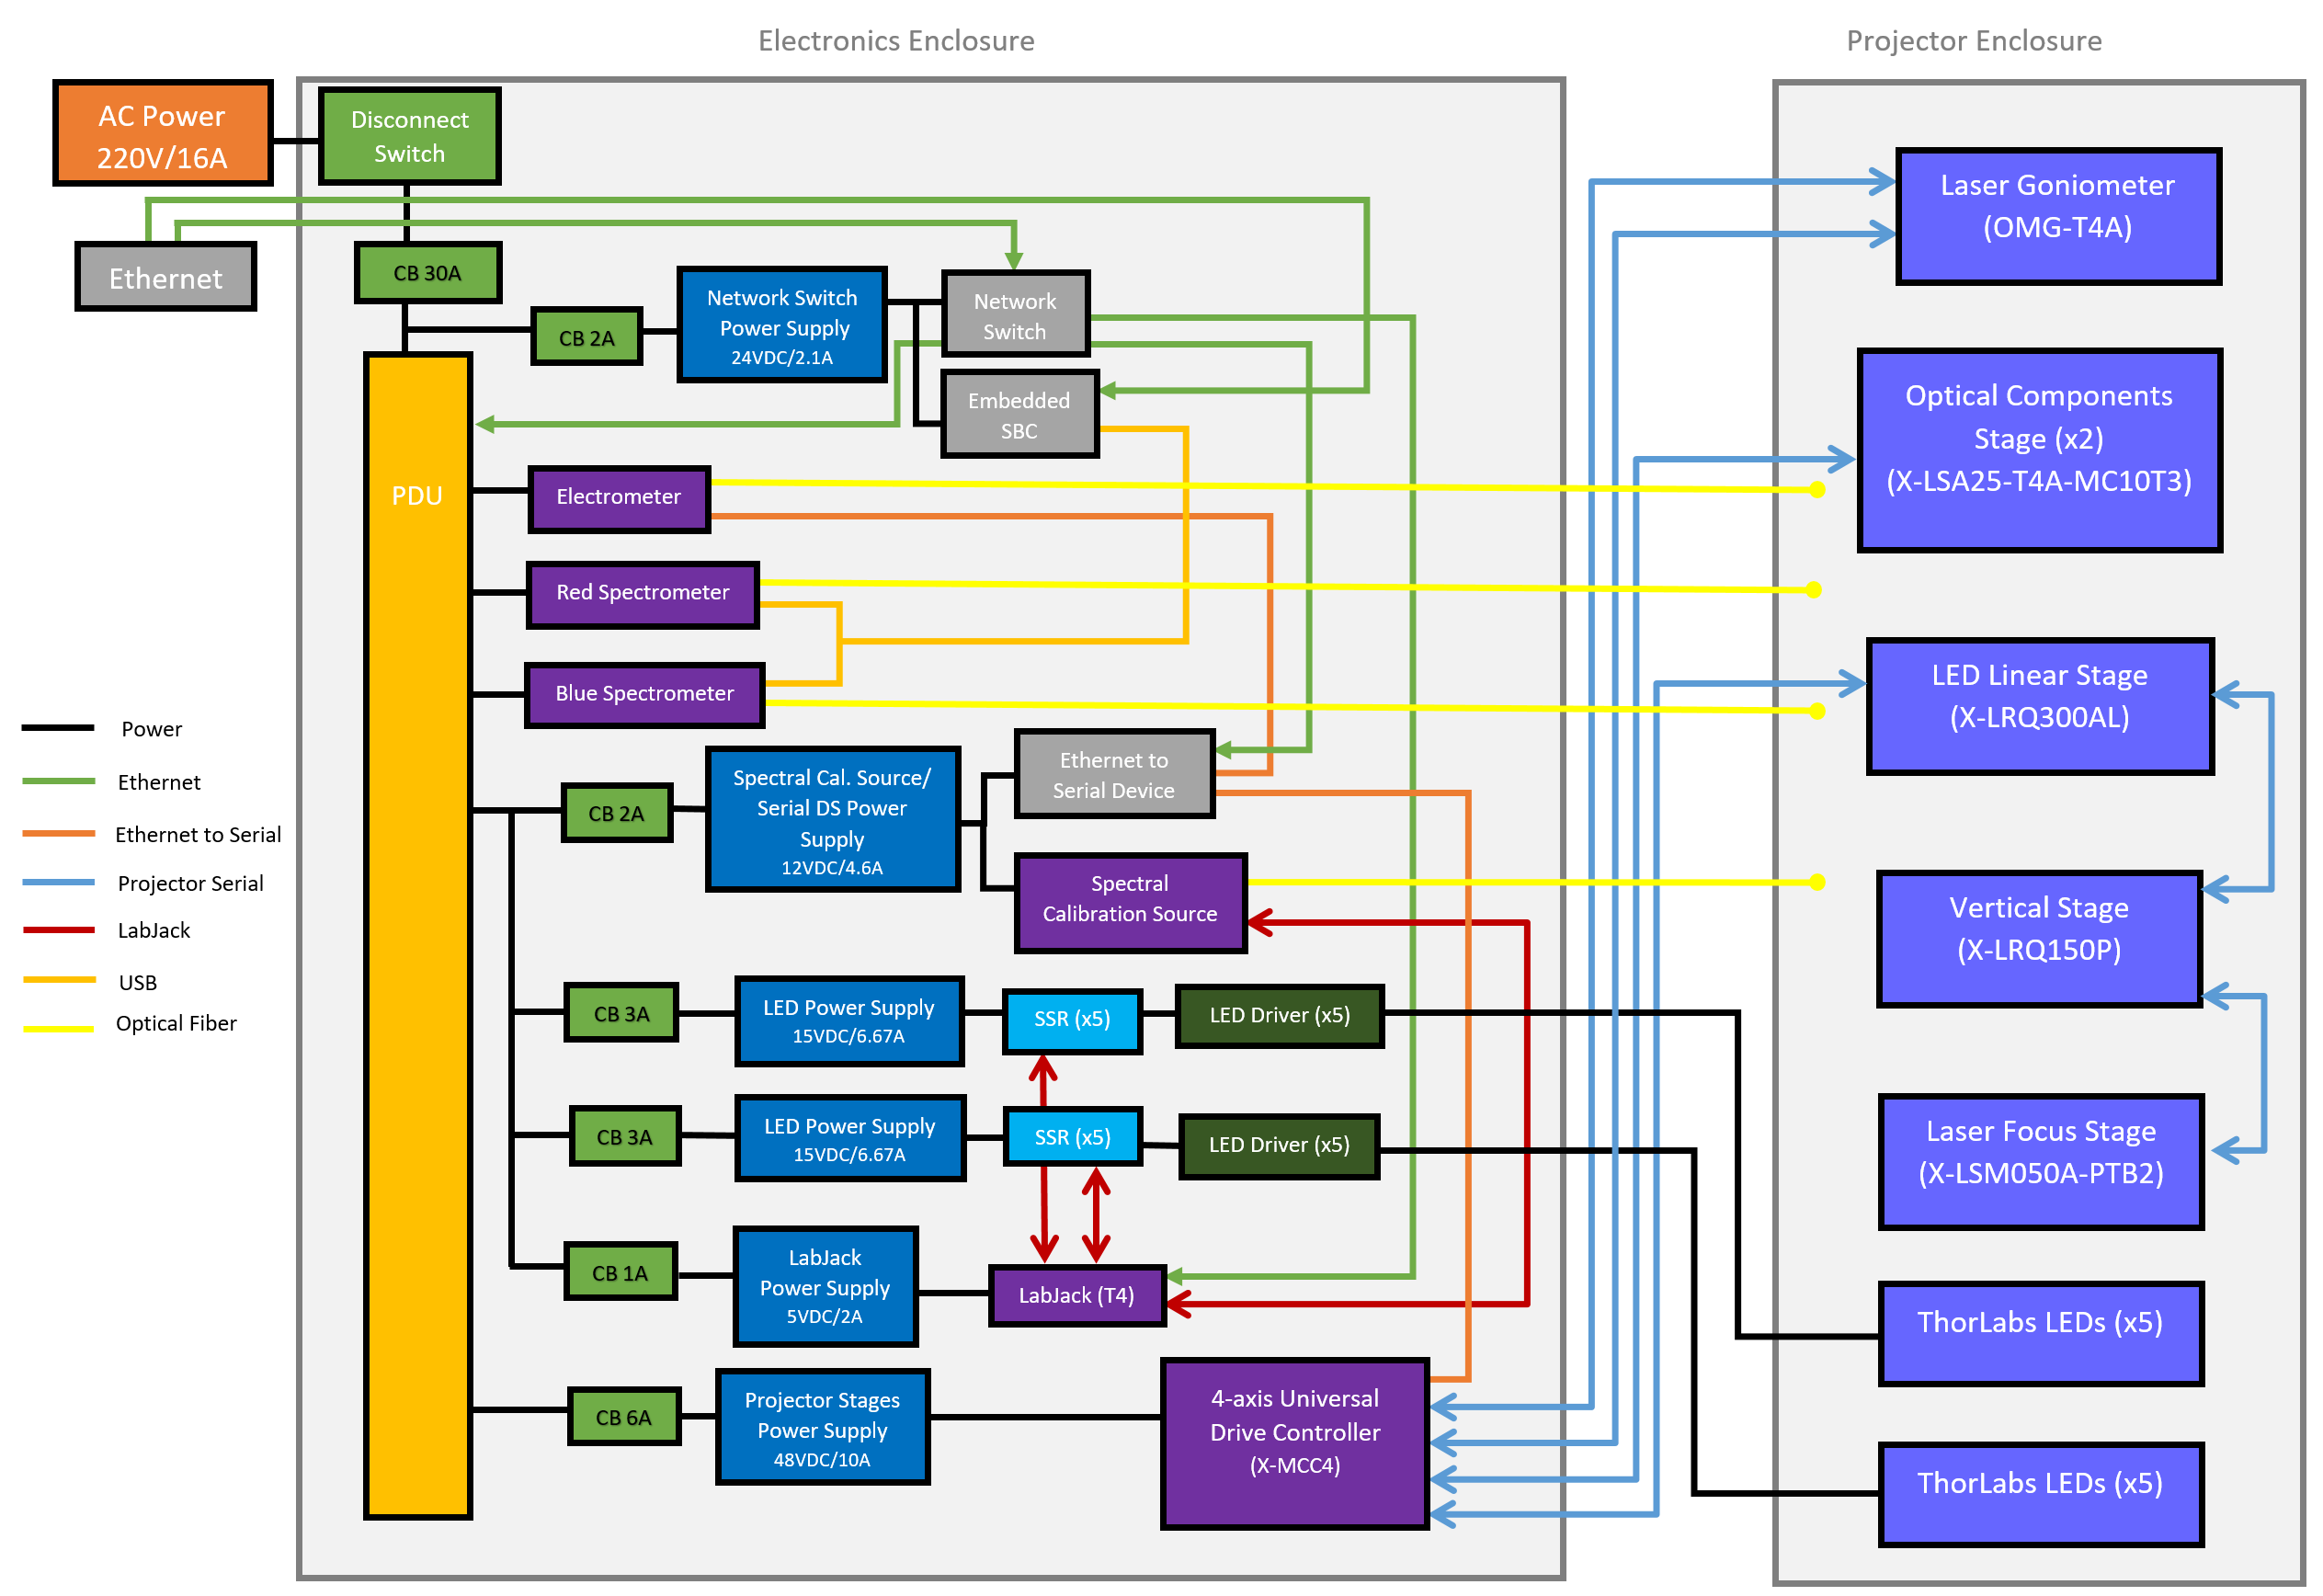 Electronics Enclosure
Projector Enclosure
AC Power
220V/16A
Disconnect
Switch
Ethernet
CB 30A
CB 2A
Network Switch
Power Supply
24VDC/2.1A
Network
Switch
Embedded
SBC
PDU
Electrometer
Red Spectrometer
Blue Spectrometer
CB 2A
Spectral Cal. Source/
Serial DS Power
Supply
12VDC/4.6A
Ethernet to
Serial Device
Spectral
Calibration Source
CB 3A
LED Power Supply
15VDC/6.67A
SSR (x5)
LED Driver (x5)
CB 3A
LED Power Supply
15VDC/6.67A
SSR (x5)
LED Driver (x5)
CB 1A
LabJack
Power Supply
5VDC/2A
LabJack (T4)
CB 6A
Projector Stages
Power Supply
48VDC/10A
4-axis Universal
Drive Controller
(X-MCC4)
Laser Goniometer
(OMG-T4A)
Optical Components
Stage (x2)
(X-LSA25-T4A-MC10T3)
LED Linear Stage
(X-LRQ300AL)
Vertical Stage
(X-LRQ150P)
Laser Focus Stage
(X-LSM050A-PTB2)
ThorLabs LEDs (x5)
ThorLabs LEDs (x5)
Power
Ethernet
Ethernet to Serial
Projector Serial
LabJack
USB
Optical Fiber